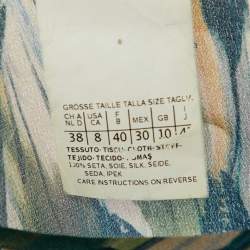 GROSSE TAILLE TALLA SIZE TAGLIA
CH A USA F MEX GB I
NL D CA B J
38 8 40 30 10 42
TESSUTO-TISSU-CLOTH-STOFF-
TEJIDO-TECIDO-
100% SETA, SOIE, SILK, SEIDE,
SEDA, IPEK
CARE INSTRUCTIONS ON REVERSE